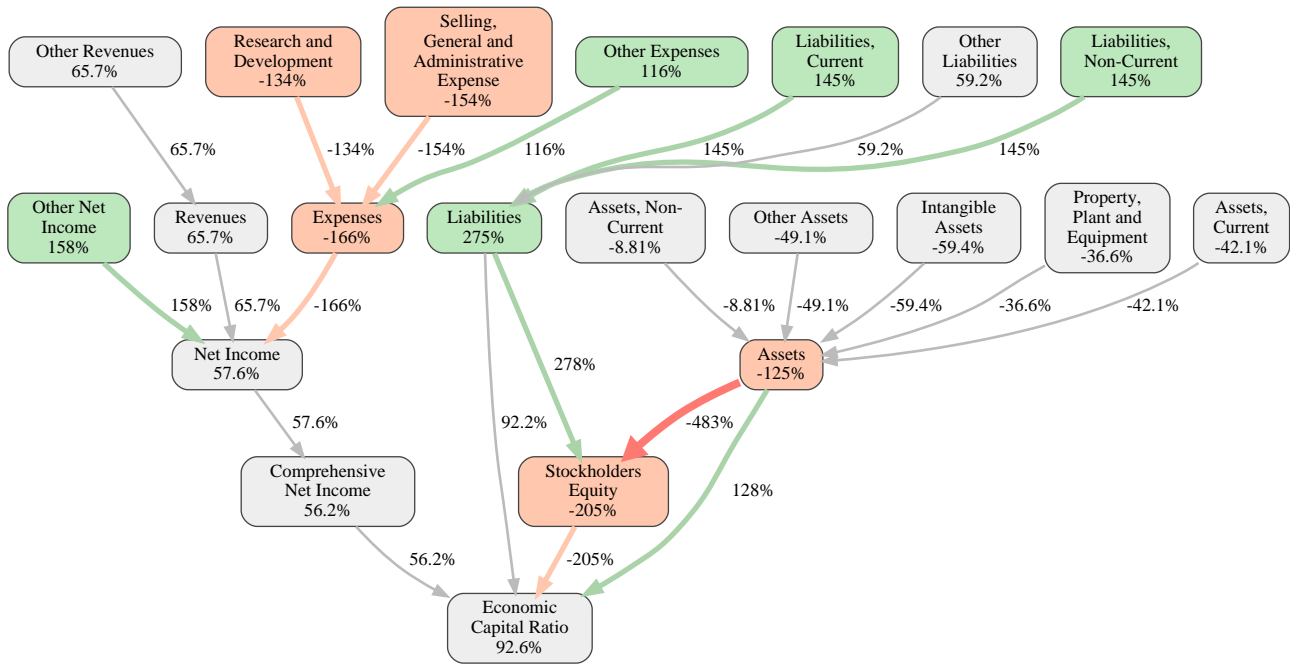 Other Revenues
65.7%
Research and
Development
-134%
Selling,
General and
Administrative
Expense
-154%
Other Expenses
116%
Liabilities,
Current
145%
Other
Liabilities
59.2%
Liabilities,
Non-Current
145%
65.7%
-134%
-154%
116%
145%
59.2%
145%
Other Net
Income
158%
Revenues
65.7%
Expenses
-166%
Liabilities
275%
Assets, Non-
Current
-8.81%
Other Assets
-49.1%
Intangible
Assets
-59.4%
Property,
Plant and
Equipment
-36.6%
Assets,
Current
-42.1%
158%
65.7%
-166%
-8.81%
-49.1%
-59.4%
-36.6%
-42.1%
Net Income
57.6%
278%
Assets
-125%
57.6%
92.2%
-483%
Comprehensive
Net Income
56.2%
Stockholders
Equity
-205%
128%
56.2%
-205%
Economic
Capital Ratio
92.6%